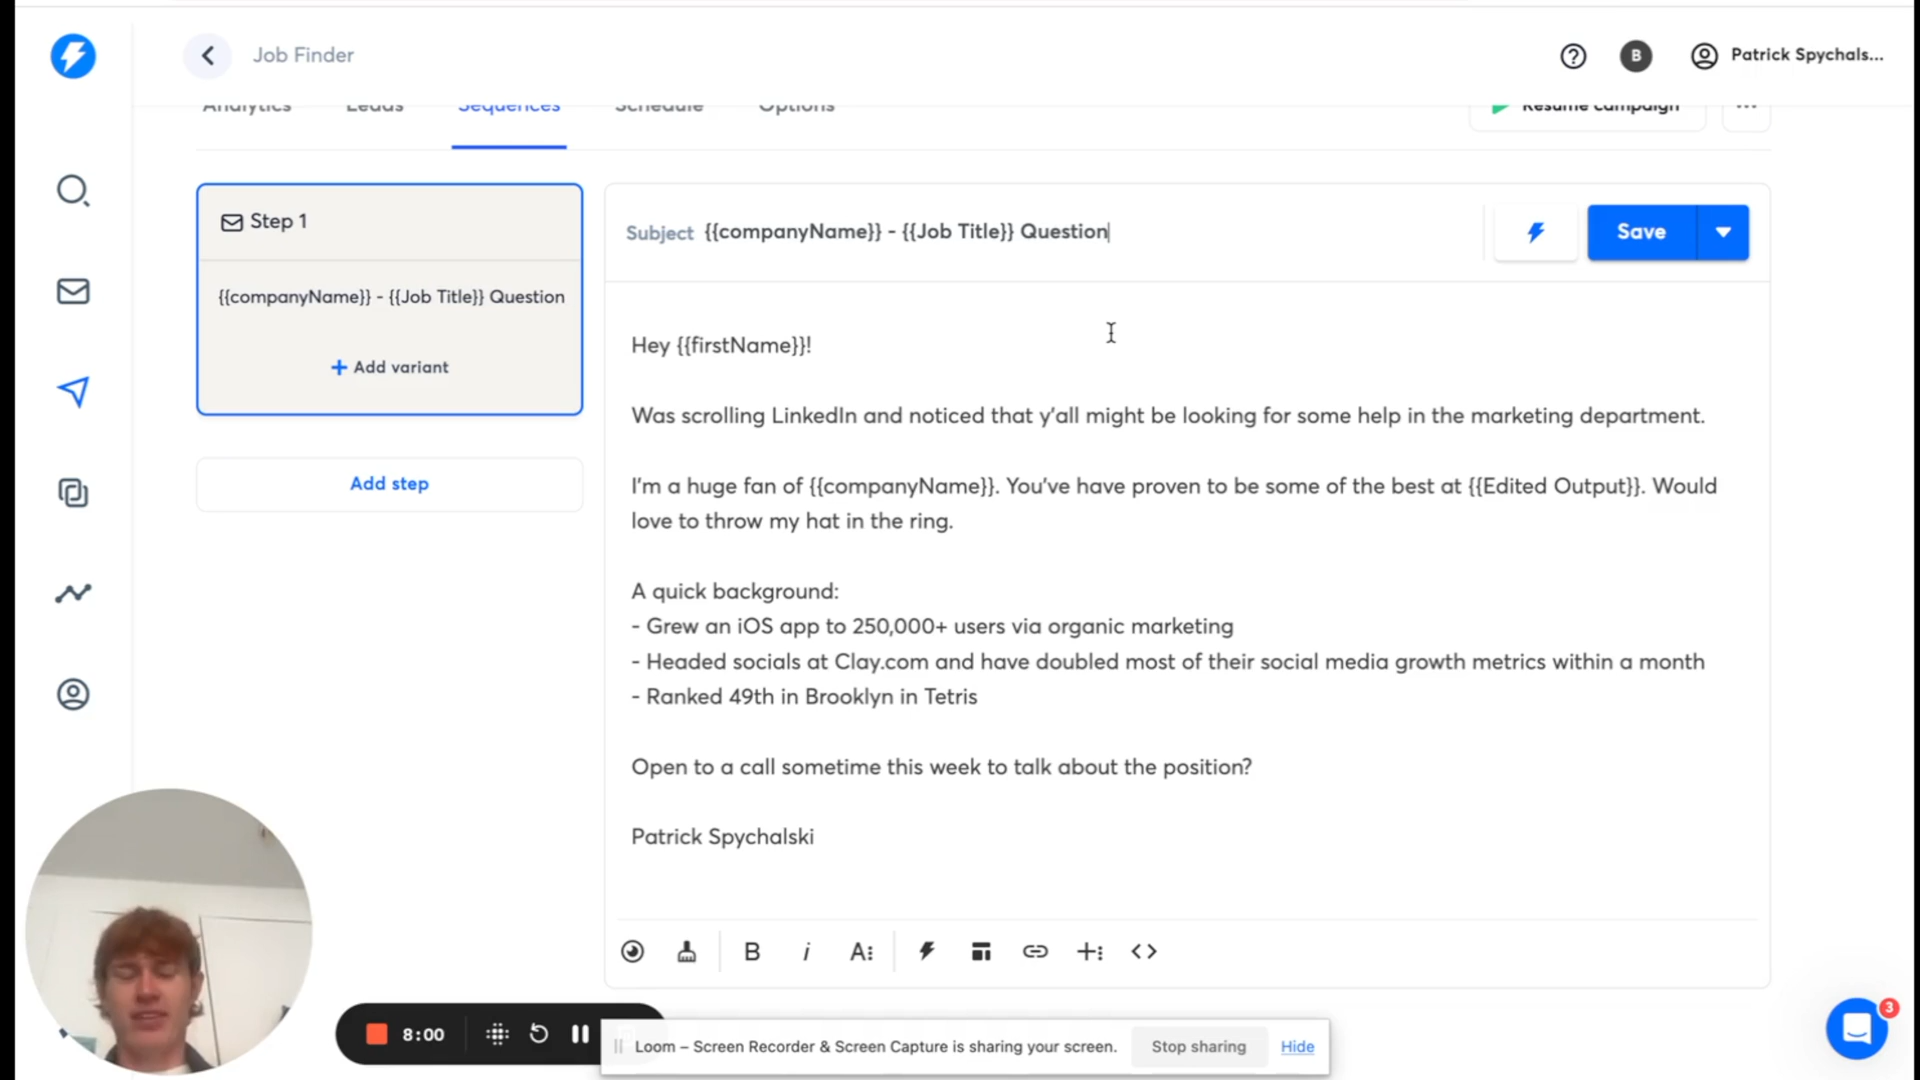 Job Finder
B
Patrick Spychals...
Analytics
Leads
Sequences
Schedule
Options
Resume campaign
...
Step 1
{{companyName}} - {{Job Title}} Question
+ Add variant
Add step
Subject {{companyName}} - {{Job Title}} Question
Save
Hey {{firstName}}!
Was scrolling LinkedIn and noticed that y'all might be looking for some help in the marketing department.
I'm a huge fan of {{companyName}}. You've have proven to be some of the best at {{Edited Output}}. Would
love to throw my hat in the ring.
A quick background:
- Grew an iOS app to 250,000+ users via organic marketing
- Headed socials at Clay.com and have doubled most of their social media growth metrics within a month
- Ranked 49th in Brooklyn in Tetris
Open to a call sometime this week to talk about the position?
Patrick Spychalski
B
i
A
8:00
Loom – Screen Recorder & Screen Capture is sharing your screen.
Stop sharing
Hide
3